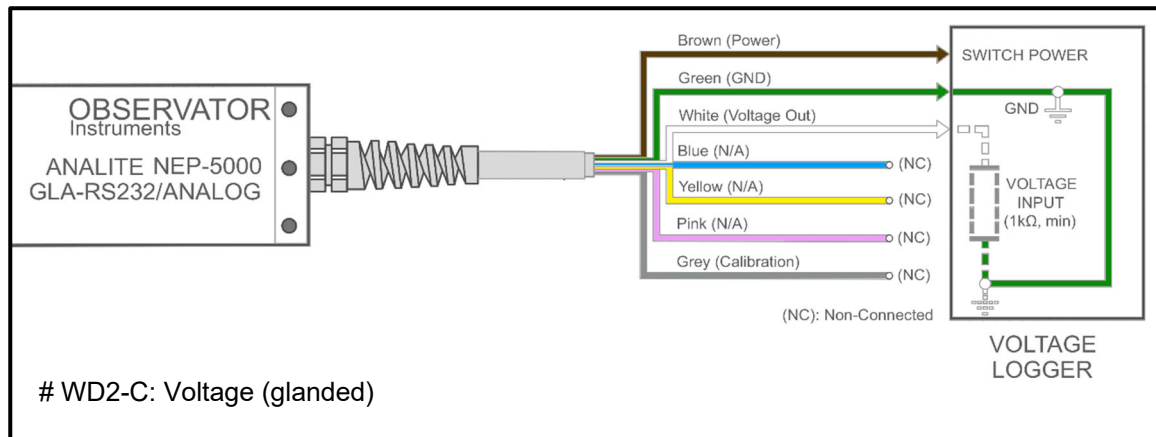 OBSERVATOR
Instruments
ANALITE NEP-5000
GLA-RS232/ANALOG
Brown (Power)
Green (GND)
White (Voltage Out)
Blue (N/A)
Yellow (N/A)
Pink (N/A)
Grey (Calibration)
(NC)
(NC)
(NC)
(NC)
(NC): Non-Connected
SWITCH POWER
GND
VOLTAGE
INPUT
(1kΩ, min)
VOLTAGE
LOGGER
# WD2-C: Voltage (glanded)